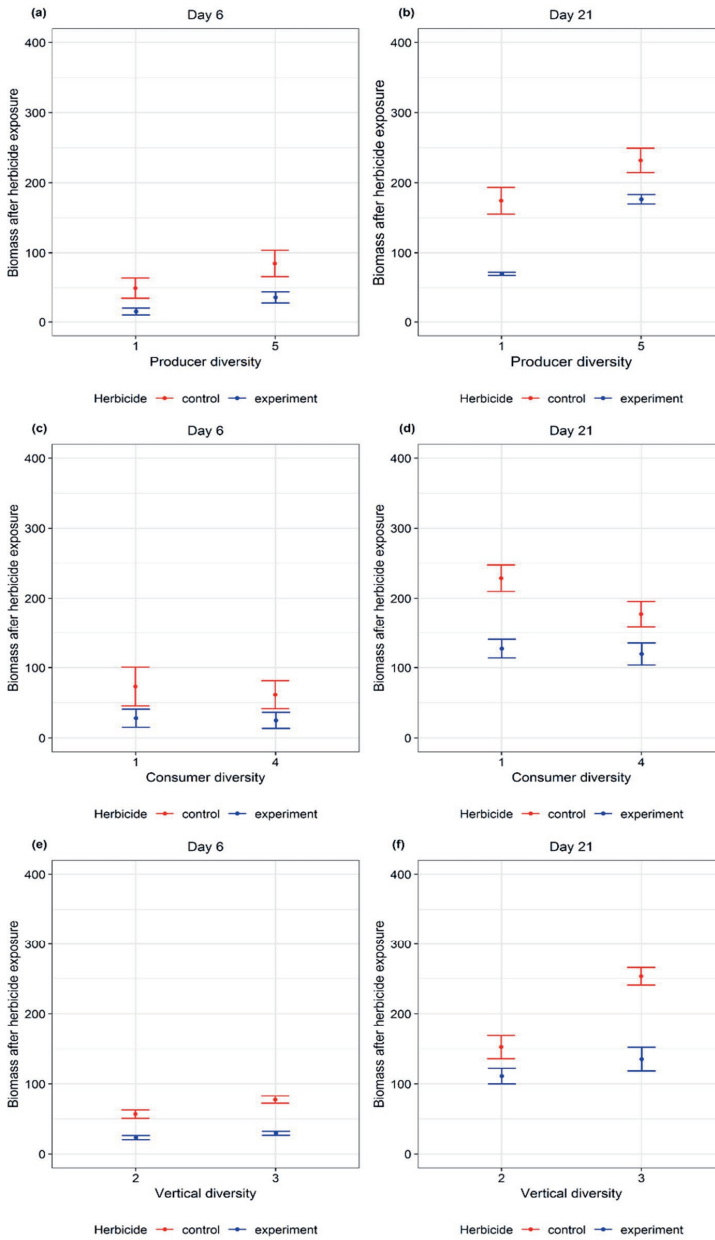 (a) Day 6
Biomass after herbicide exposure
400
300
200
100
0
1 5
Producer diversity
Herbicide control experiment
(b) Day 21
Biomass after herbicide exposure
400
300
200
100
0
1 5
Producer diversity
Herbicide control experiment
(c) Day 6
Biomass after herbicide exposure
400
300
200
100
0
1 4
Consumer diversity
Herbicide control experiment
(d) Day 21
Biomass after herbicide exposure
400
300
200
100
0
1 4
Consumer diversity
Herbicide control experiment
(e) Day 6
Biomass after herbicide exposure
400
300
200
100
0
2 3
Vertical diversity
Herbicide control experiment
(f) Day 21
Biomass after herbicide exposure
400
300
200
100
0
2 3
Vertical diversity
Herbicide control experiment